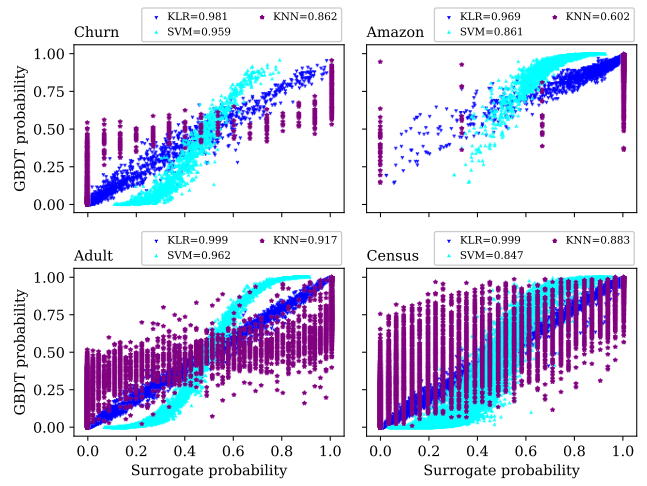 KLR=0.981 KNN=0.862
SVM=0.959
Churn
KLR=0.969 KNN=0.602
SVM=0.861
Amazon
1.00
0.75
0.50
0.25
0.00
GBDT probability
KLR=0.999 KNN=0.917
SVM=0.962
Adult
KLR=0.999 KNN=0.883
SVM=0.847
Census
1.00
0.75
0.50
0.25
0.00
GBDT probability
0.0 0.2 0.4 0.6 0.8 1.0
Surrogate probability
0.0 0.2 0.4 0.6 0.8 1.0
Surrogate probability